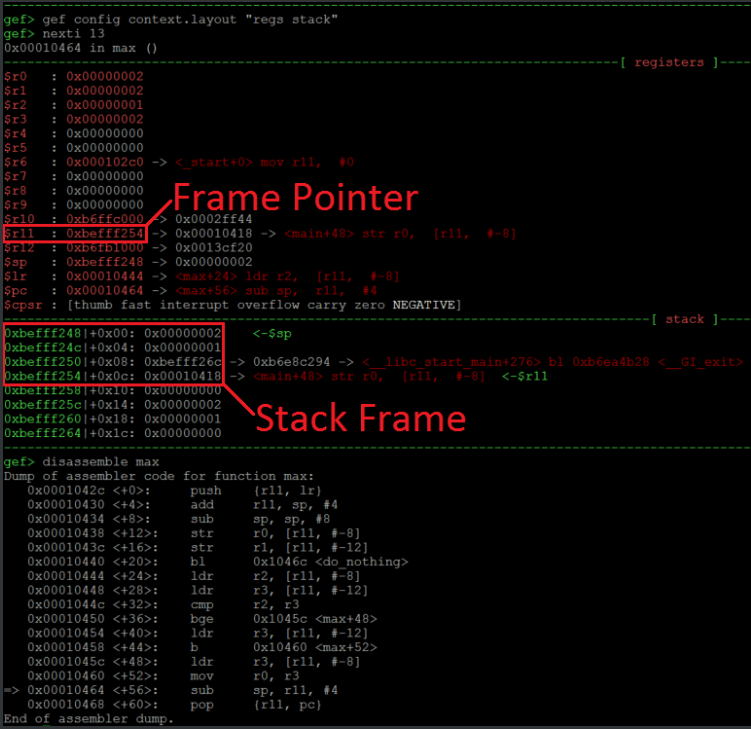 gef> gef config context.layout "regs stack"
gef> nexti 13
0x00010464 in max ()
[ registers ]
$r0 : 0x00000002
$r1 : 0x00000002
$r2 : 0x00000001
$r3 : 0x00000002
$r4 : 0x00000000
$r5 : 0x00000000
$r6 : 0x000102c0 -> <_start+0> mov r11, #0
$r7 : 0x00000000
$r8 : 0x00000000
$r9 : 0x00000000
Frame Pointer
$r10 : 0xb6ffc000 -> 0x0002ff44
$r11 : 0xbefff254 -> 0x00010418 -> <main+48> str r0, [r11, #-8]
$r12 : 0xb6fb1000 -> 0x0013cf20
$sp : 0xbefff248 -> 0x00000002
$lr : 0x00010444 -> <max+24> ldr r2, [r11, #-8]
$pc : 0x00010464 -> <max+56> sub sp, r11, #4
$cpsr : [thumb fast interrupt overflow carry zero NEGATIVE]
[ stack ]
0xbefff248|+0x00: 0x00000002 <-$sp
0xbefff24c|+0x04: 0x00000001
0xbefff250|+0x08: 0xbefff26c -> 0xb6e8c294 -> <__libc_start_main+276> bl 0xb6ea4b28 <__GI_exit>
0xbefff254|+0x0c: 0x00010418 -> <main+48> str r0, [r11, #-8] <-$r11
0xbefff258|+0x10: 0x00000000
0xbefff25c|+0x14: 0x00000002
0xbefff260|+0x18: 0x00000001
0xbefff264|+0x1c: 0x00000000
Stack Frame
gef> disassemble max
Dump of assembler code for function max:
0x0001042c <+0>: push {r11, lr}
0x00010430 <+4>: add r11, sp, #4
0x00010434 <+8>: sub sp, sp, #8
0x00010438 <+12>: str r0, [r11, #-8]
0x0001043c <+16>: str r1, [r11, #-12]
0x00010440 <+20>: bl 0x1046c <do_nothing>
0x00010444 <+24>: ldr r2, [r11, #-8]
0x00010448 <+28>: ldr r3, [r11, #-12]
0x0001044c <+32>: cmp r2, r3
0x00010450 <+36>: bge 0x1045c <max+48>
0x00010454 <+40>: ldr r3, [r11, #-12]
0x00010458 <+44>: b 0x10460 <max+52>
0x0001045c <+48>: ldr r3, [r11, #-8]
0x00010460 <+52>: mov r0, r3
=> 0x00010464 <+56>: sub sp, r11, #4
0x00010468 <+60>: pop {r11, pc}
End of assembler dump.